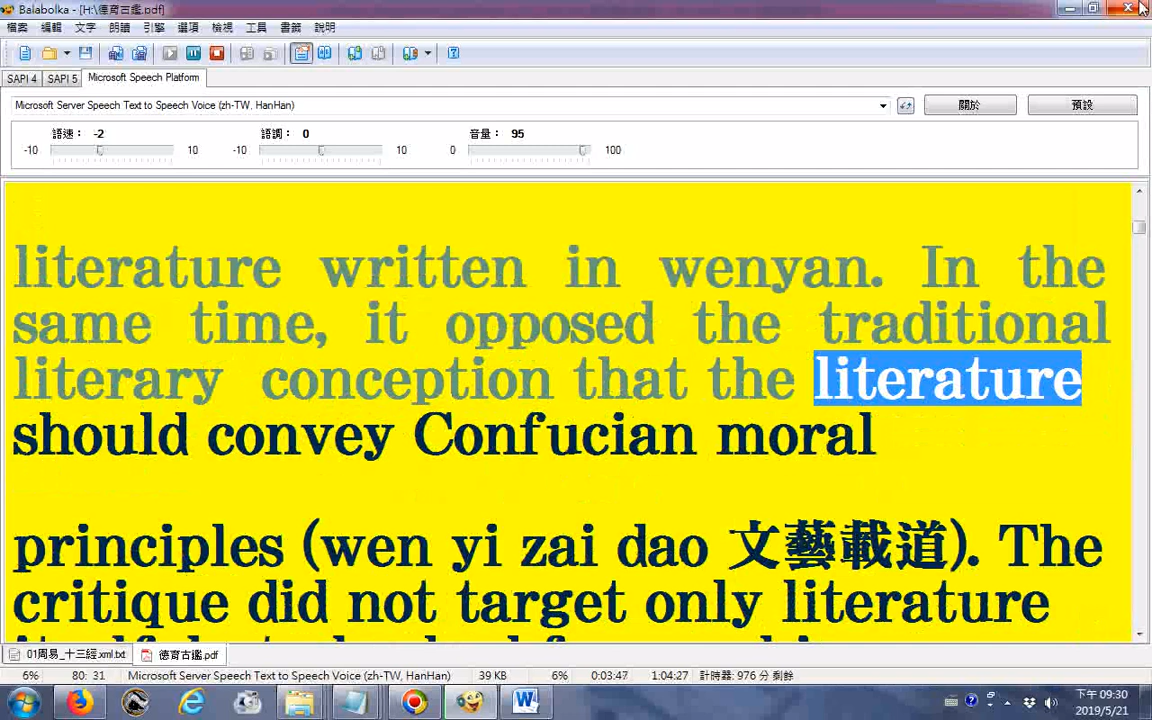 Balabolka - [H:\德育古鑑.pdf]
檔案 編輯 文字 朗讀 引擎 選項 檢視 工具 書籤 說明
SAPI 4 SAPI 5 Microsoft Speech Platform
Microsoft Server Speech Text to Speech Voice (zh-TW, HanHan) 關於 預設
語速： -2 語調： 0 音量： 95
-10 10 -10 10 0 100
literature written in wenyan. In the
same time, it opposed the traditional
literary conception that the literature
should convey Confucian moral
principles (wen yi zai dao 文藝載道). The
critique did not target only literature
01周易_十三經.xml.txt 德育古鑑.pdf
6% 80: 31 Microsoft Server Speech Text to Speech Voice (zh-TW, HanHan) 39 KB 6% 0:03:47 1:04:27 計時器: 976 分 剩餘
下午 09:30
2019/5/21